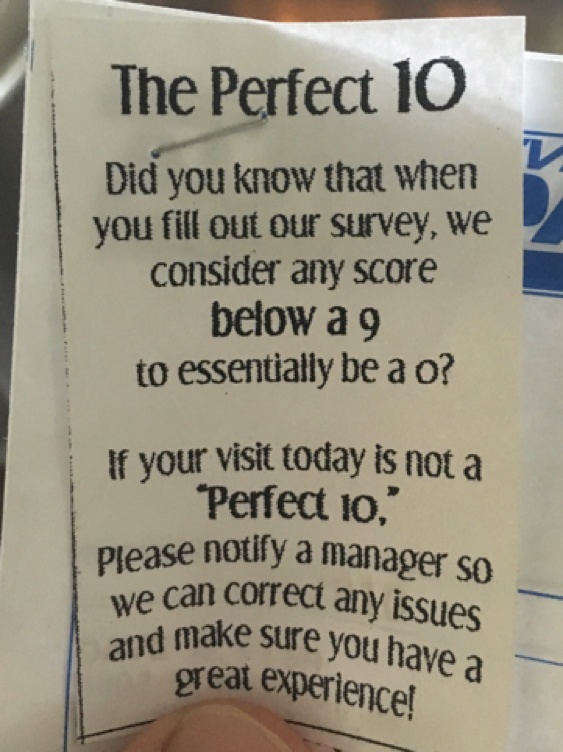 The Perfect 10
Did you know that when
you fill out our survey, we
consider any score
below a 9
to essentially be a 0?
If your visit today is not a
"Perfect 10,"
Please notify a manager so
we can correct any issues
and make sure you have a
great experience!